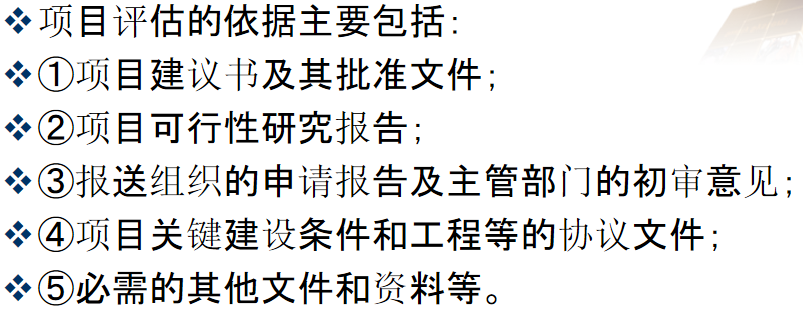 ❖项目评估的依据主要包括:
❖①项目建议书及其批准文件;
❖②项目可行性研究报告;
❖③报送组织的申请报告及主管部门的初审意见;
❖④项目关键建设条件和工程等的协议文件;
❖⑤必需的其他文件和资料等。